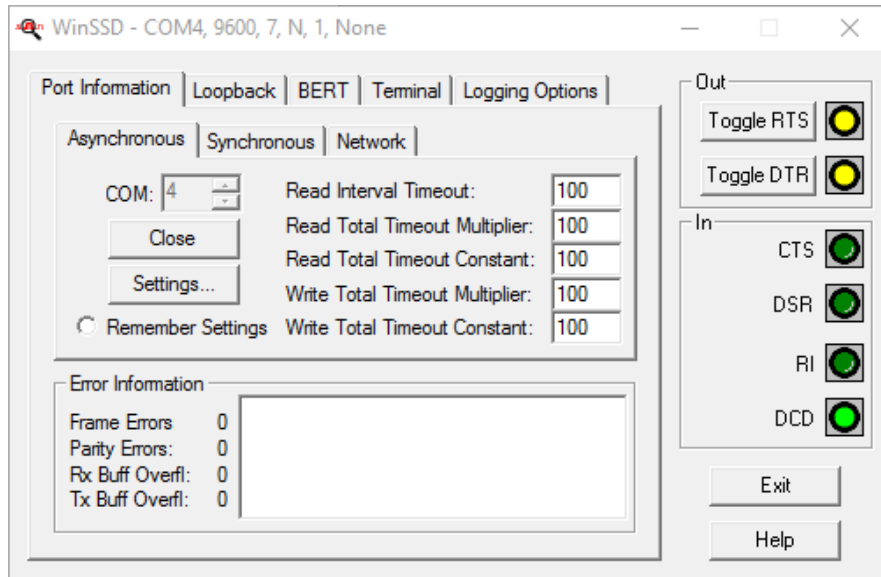 WinSSD - COM4, 9600, 7, N, 1, None
Port Information Loopback BERT Terminal Logging Options
Asynchronous Synchronous Network
COM: 4
Close
Settings...
Remember Settings
Read Interval Timeout: 100
Read Total Timeout Multiplier: 100
Read Total Timeout Constant: 100
Write Total Timeout Multiplier: 100
Write Total Timeout Constant: 100
Error Information
Frame Errors 0
Parity Errors: 0
Rx Buff Overfl: 0
Tx Buff Overfl: 0
Out
Toggle RTS
Toggle DTR
In
CTS
DSR
RI
DCD
Exit
Help